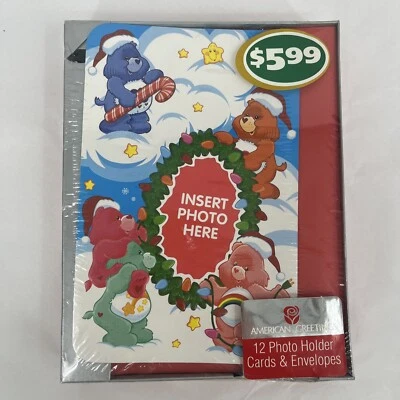 $5.99
INSERT
PHOTO
HERE
AMERICAN GREETINGS
12 Photo Holder
Cards & Envelopes